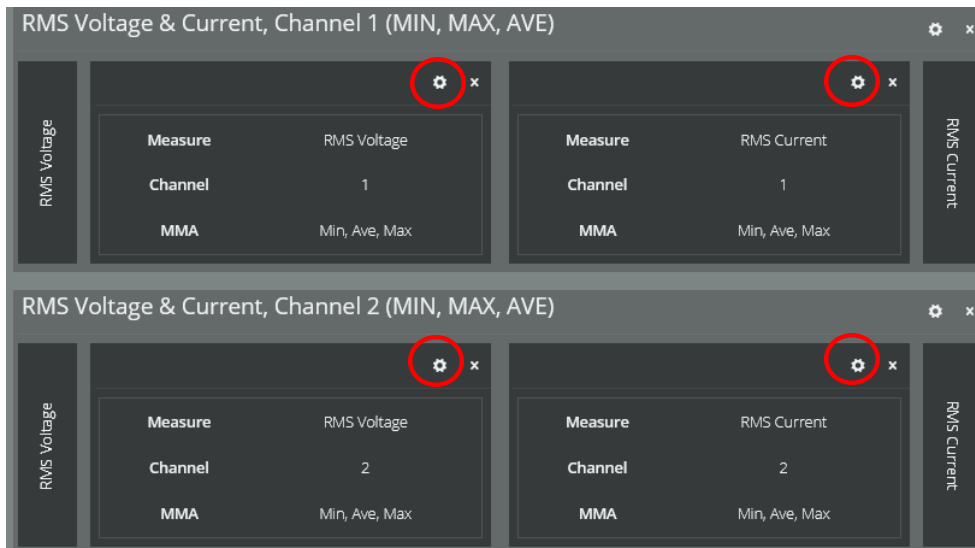 RMS Voltage & Current, Channel 1 (MIN, MAX, AVE)
RMS Voltage
Measure RMS Voltage
Channel 1
MMA Min, Ave, Max
Measure RMS Current
Channel 1
MMA Min, Ave, Max
RMS Current
RMS Voltage & Current, Channel 2 (MIN, MAX, AVE)
RMS Voltage
Measure RMS Voltage
Channel 2
MMA Min, Ave, Max
Measure RMS Current
Channel 2
MMA Min, Ave, Max
RMS Current